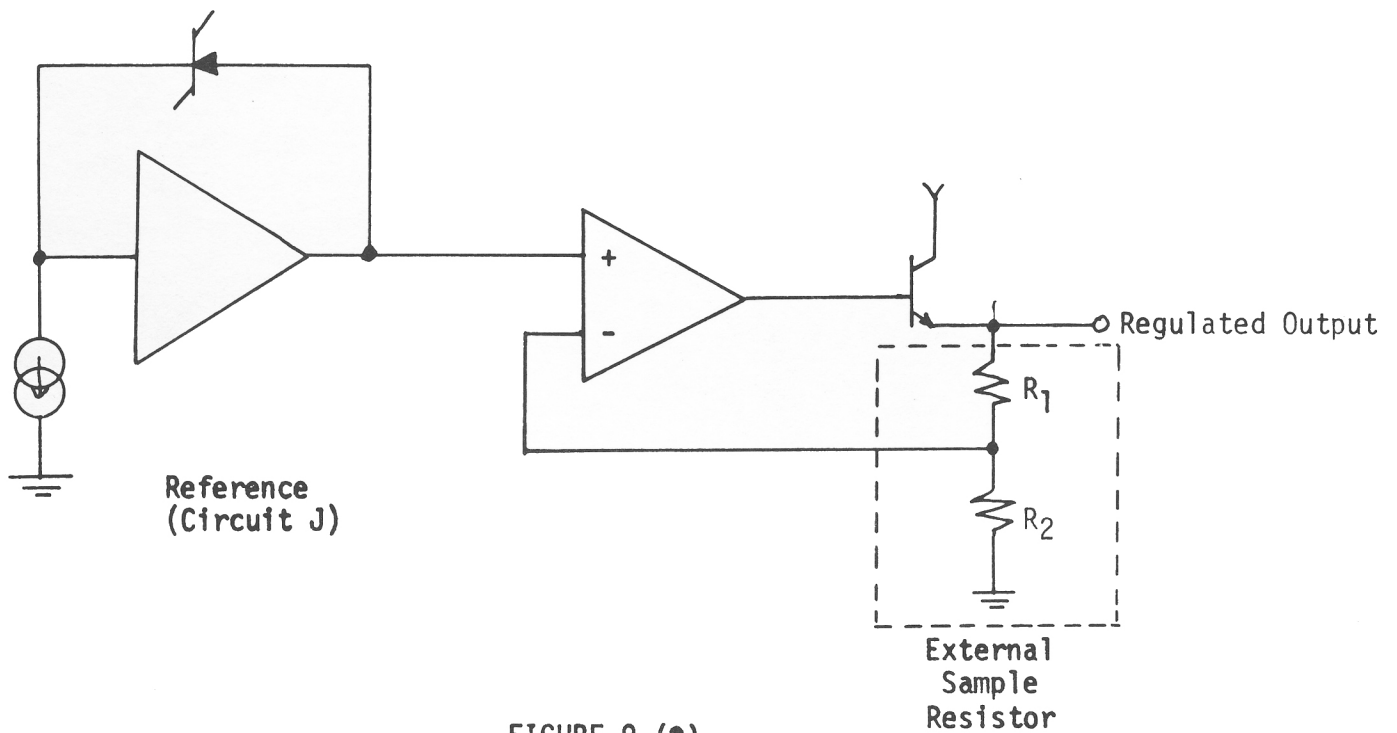 +
-
Regulated Output
R1
Reference
(Circuit J)
R2
External
Sample
Resistor